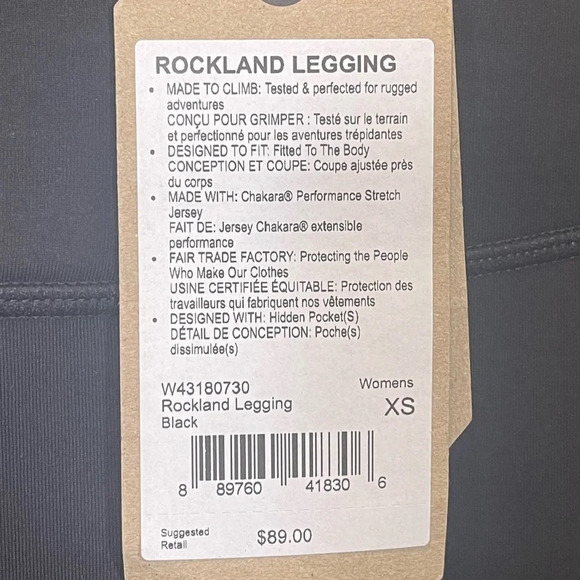 ROCKLAND LEGGING
• MADE TO CLIMB: Tested & perfected for rugged
adventures
CONÇU POUR GRIMPER : Testé sur le terrain
et perfectionné pour les aventures trépidantes
• DESIGNED TO FIT: Fitted To The Body
CONCEPTION ET COUPE: Coupe ajustée près
du corps
• MADE WITH: Chakara® Performance Stretch
Jersey
FAIT DE: Jersey Chakara® extensible
performance
• FAIR TRADE FACTORY: Protecting the People
Who Make Our Clothes
USINE CERTIFIÉE ÉQUITABLE: Protection des
travailleurs qui fabriquent nos vêtements
• DESIGNED WITH: Hidden Pocket(S)
DÉTAIL DE CONCEPTION: Poche(s)
dissimulée(s)
W43180730 Womens
Rockland Legging XS
Black
8 89760 41830 6
Suggested
Retail $89.00